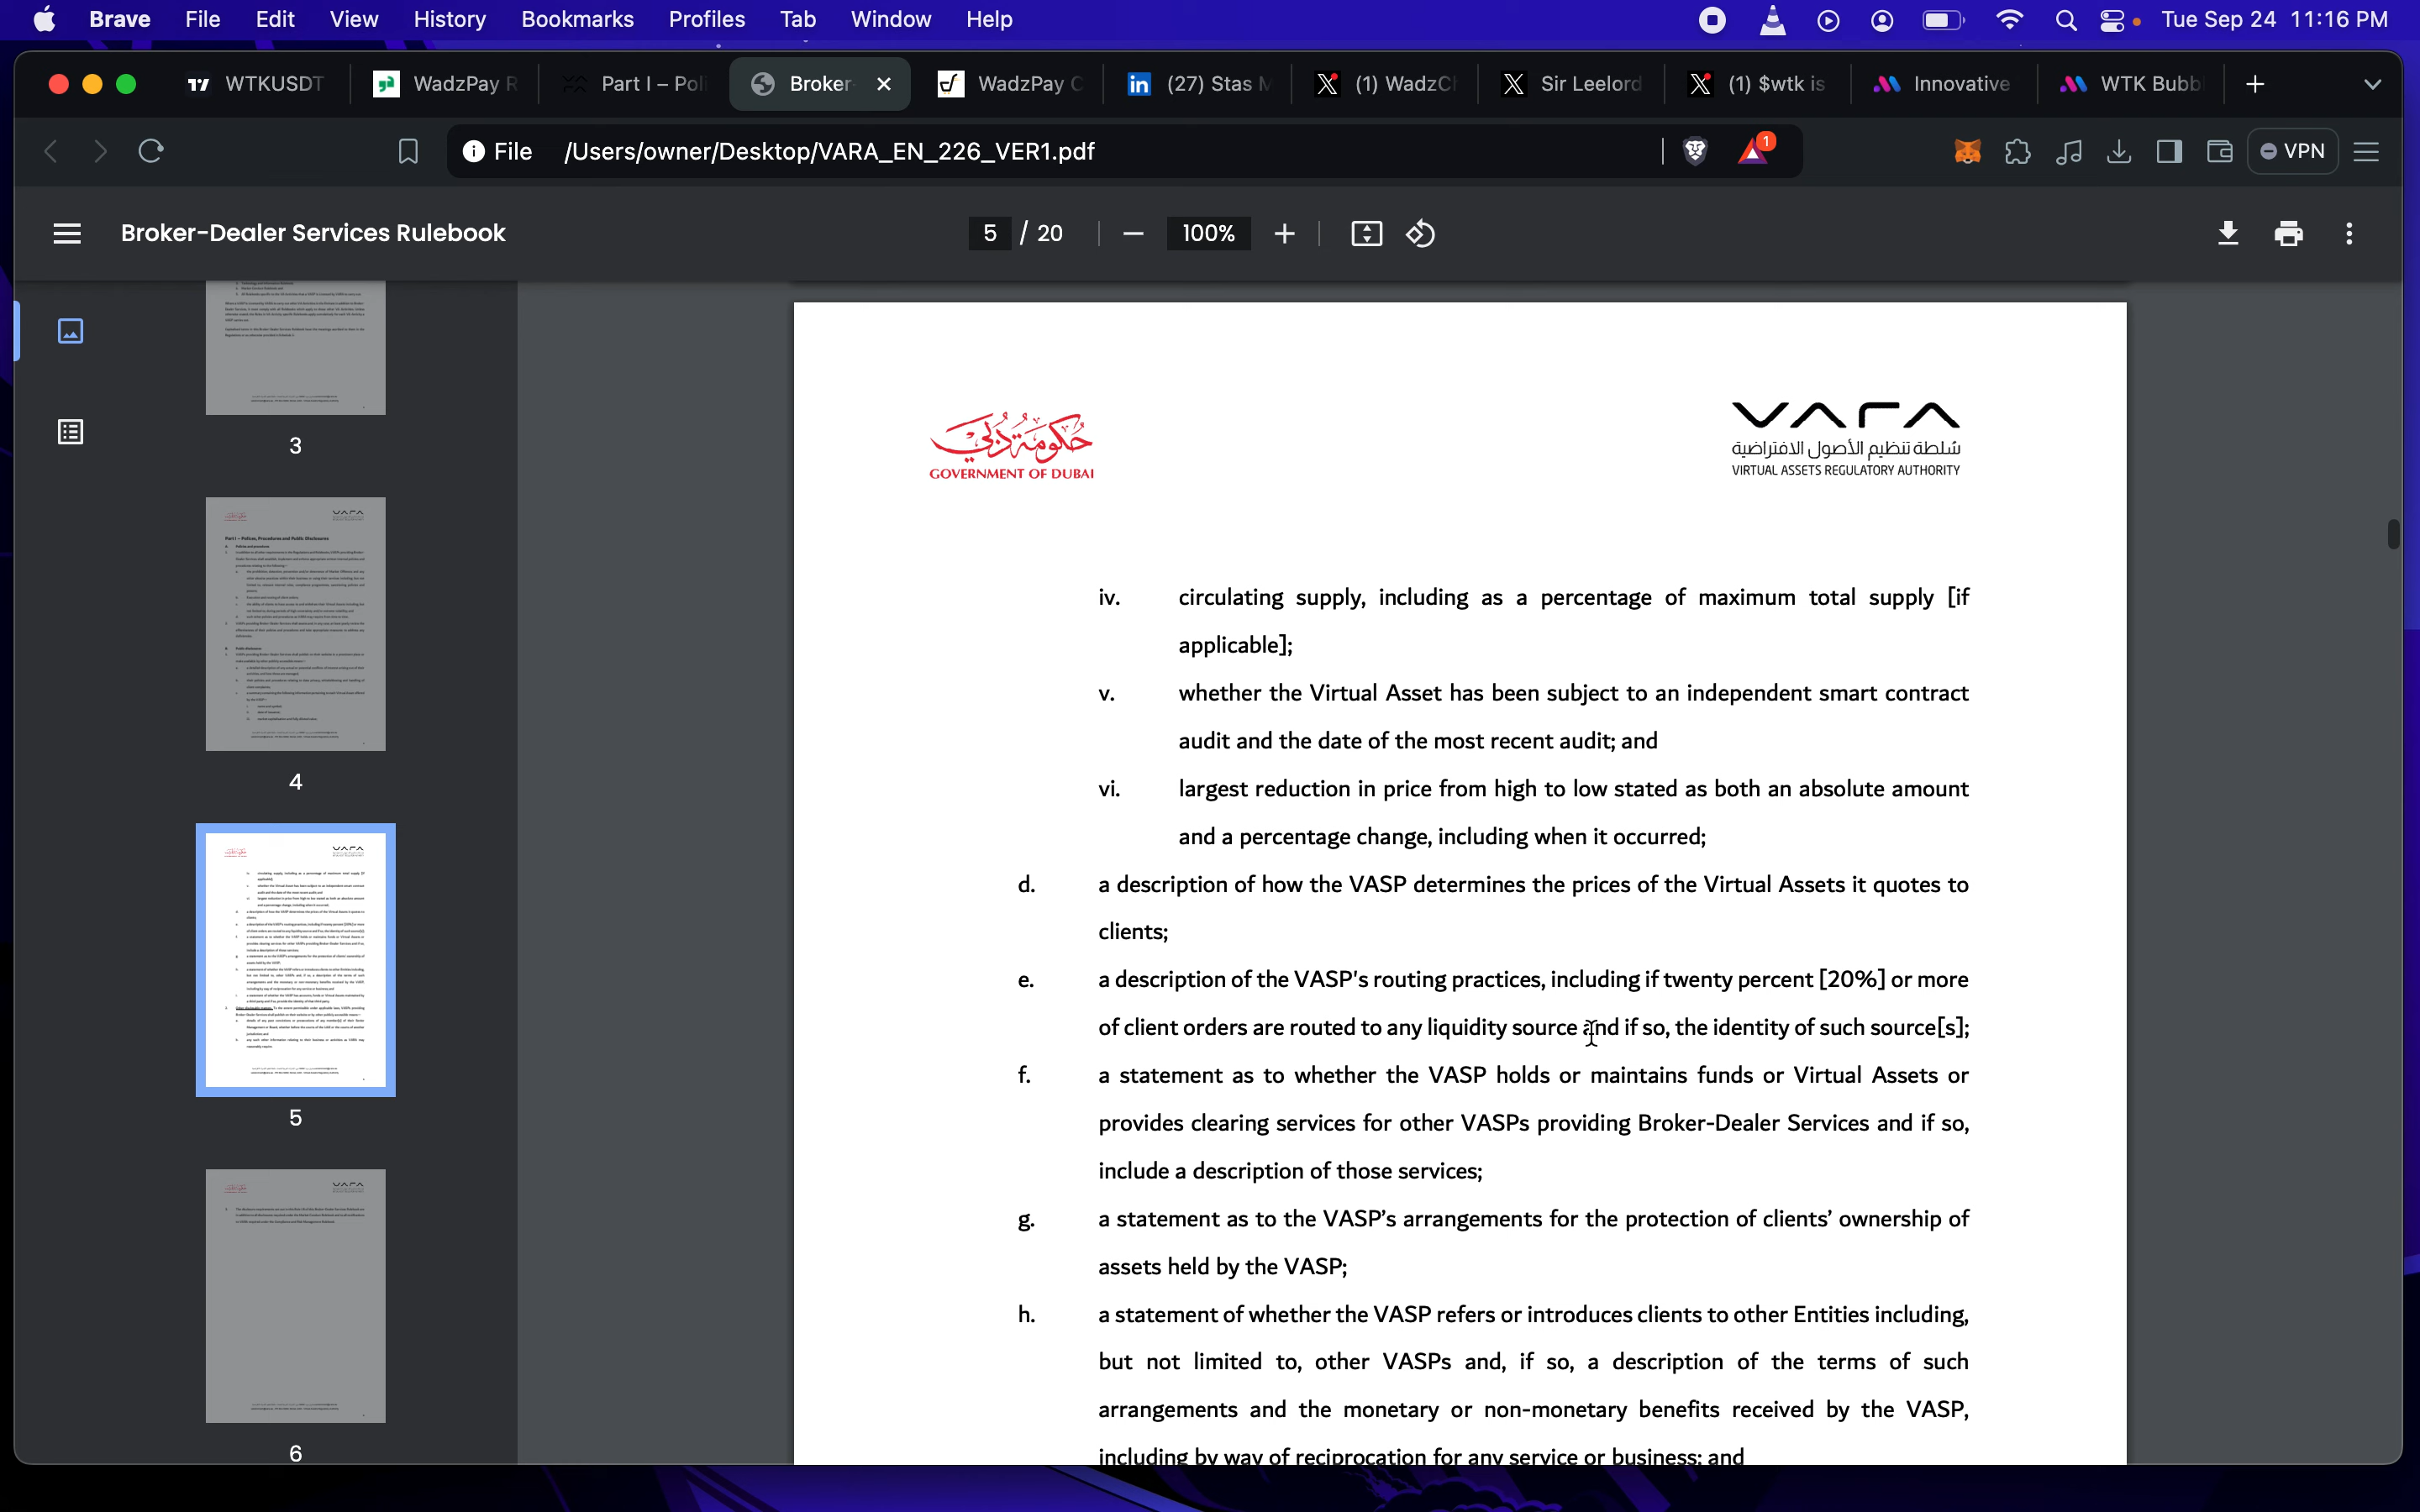 Brave File Edit View History Bookmarks Profiles Tab Window Help Tue Sep 24 11:16 PM
WTKUSDT WadzPay R Part I – Poli Broker WadzPay C (27) Stas M (1) WadzCh Sir Leelord (1) $wtk is Innovative WTK Bubb
File /Users/owner/Desktop/VARA_EN_226_VER1.pdf 1 VPN
Broker-Dealer Services Rulebook 5 / 20 100%
3
4
5
6
حكومة دبي
GOVERNMENT OF DUBAI
VARA
سُلطة تنظيم الأصول الافتراضية
VIRTUAL ASSETS REGULATORY AUTHORITY
iv. circulating supply, including as a percentage of maximum total supply [if
applicable];
v. whether the Virtual Asset has been subject to an independent smart contract
audit and the date of the most recent audit; and
vi. largest reduction in price from high to low stated as both an absolute amount
and a percentage change, including when it occurred;
d. a description of how the VASP determines the prices of the Virtual Assets it quotes to
clients;
e. a description of the VASP's routing practices, including if twenty percent [20%] or more
of client orders are routed to any liquidity source and if so, the identity of such source[s];
f. a statement as to whether the VASP holds or maintains funds or Virtual Assets or
provides clearing services for other VASPs providing Broker-Dealer Services and if so,
include a description of those services;
g. a statement as to the VASP’s arrangements for the protection of clients’ ownership of
assets held by the VASP;
h. a statement of whether the VASP refers or introduces clients to other Entities including,
but not limited to, other VASPs and, if so, a description of the terms of such
arrangements and the monetary or non-monetary benefits received by the VASP,
including by way of reciprocation for any service or business; and